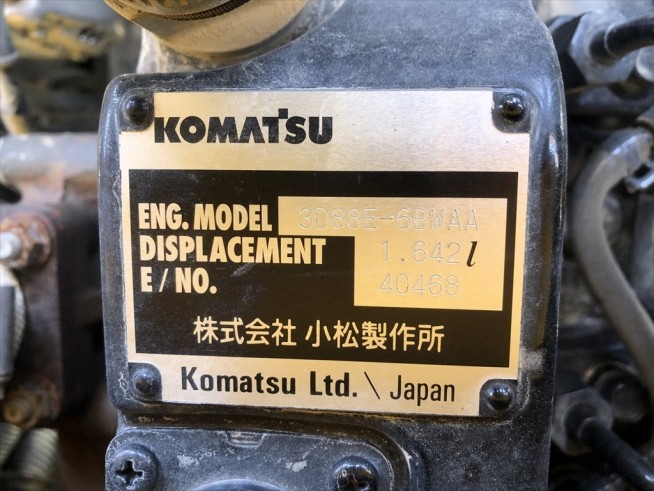 KOMATSU
ENG. MODEL 3D88E-6BWAA
DISPLACEMENT 1.642l
E/NO. 40468
株式会社 小松製作所
Komatsu Ltd. \ Japan